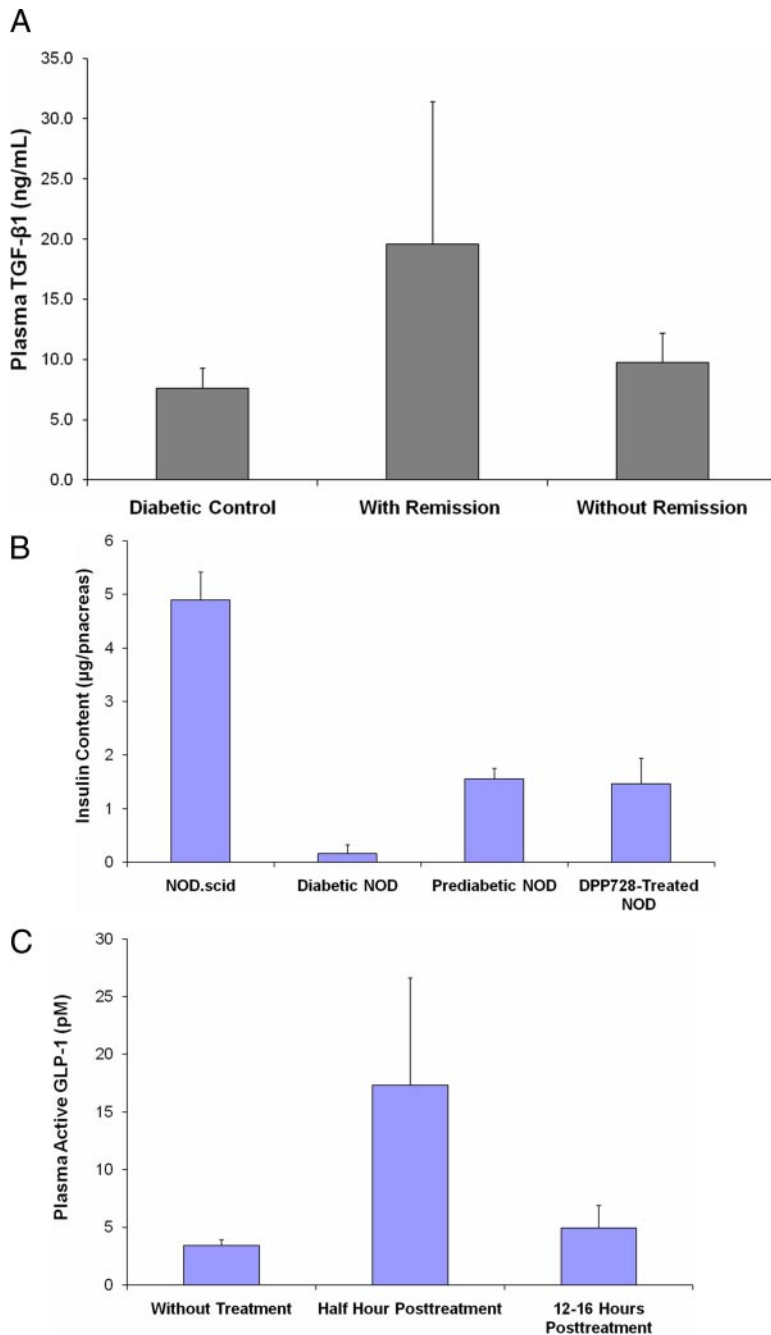 A
Plasma TGF-β1 (ng/mL)
35.0
30.0
25.0
20.0
15.0
10.0
5.0
0.0
Diabetic Control
With Remission
Without Remission
B
Insulin Content (µg/pnacreas)
6
5
4
3
2
1
0
NOD.scid
Diabetic NOD
Prediabetic NOD
DPP728-Treated
NOD
C
Plasma Active GLP-1 (pM)
30
25
20
15
10
5
0
Without Treatment
Half Hour Posttreatment
12-16 Hours
Posttreatment